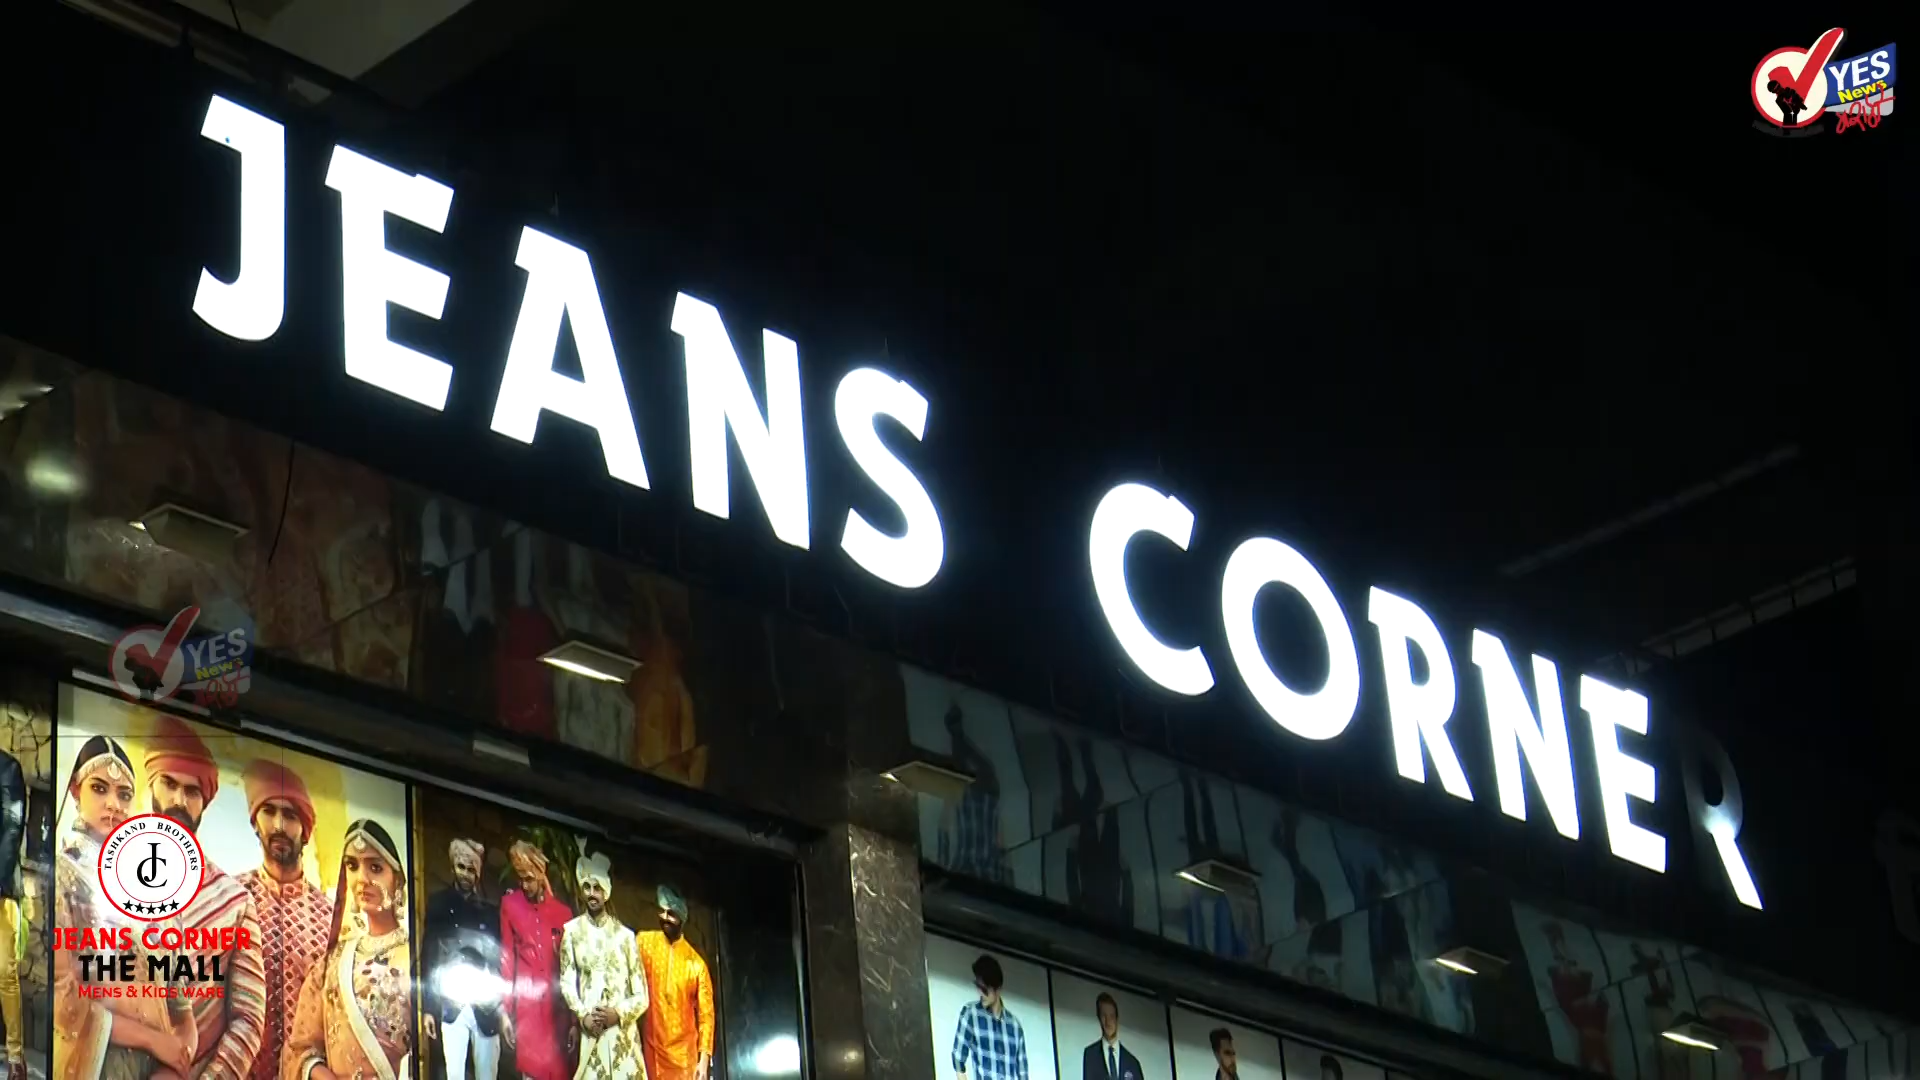 JEANS CORNER
YES
News
YES
News
TASHKAND BROTHERS
JC
JEANS CORNER
THE MALL
MENS & KIDS WARE